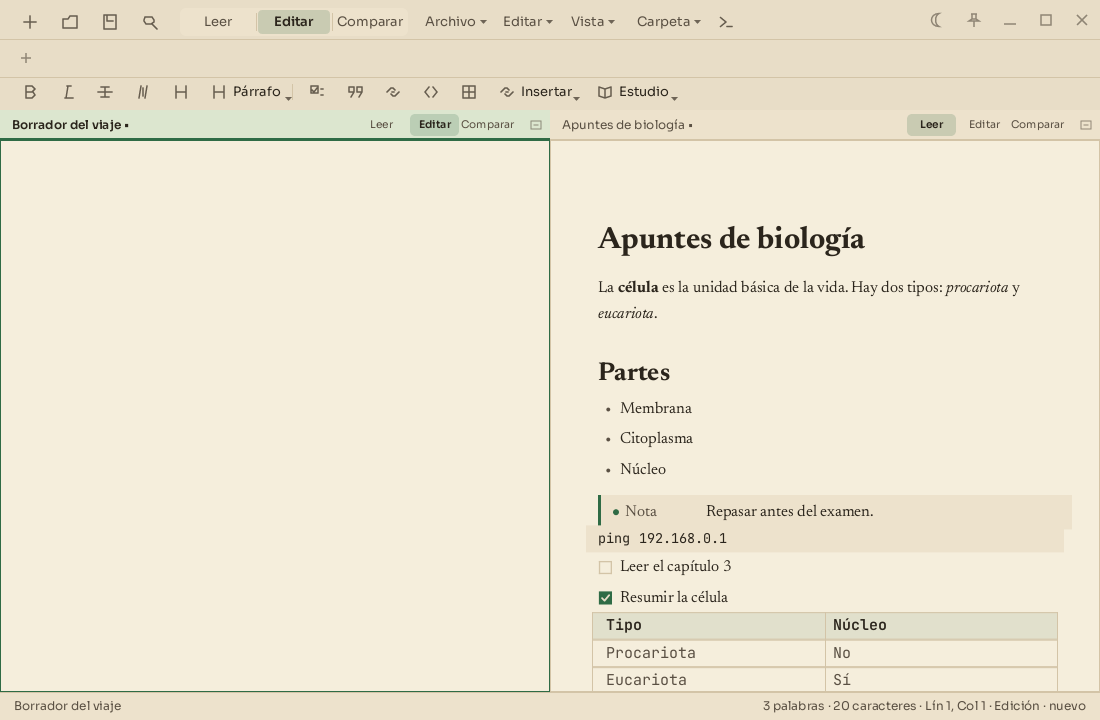 Leer Editar Comparar Archivo Editar Vista Carpeta
Párrafo Insertar Estudio
Borrador del viaje • Leer Editar Comparar
Apuntes de biología • Leer Editar Comparar
Apuntes de biología
La célula es la unidad básica de la vida. Hay dos tipos: procariota y
eucariota.
Partes
• Membrana
• Citoplasma
• Núcleo
• Nota Repasar antes del examen.
ping 192.168.0.1
Leer el capítulo 3
Resumir la célula
Tipo Núcleo
Procariota No
Eucariota Sí
Borrador del viaje 3 palabras · 20 caracteres · Lín 1, Col 1 · Edición · nuevo